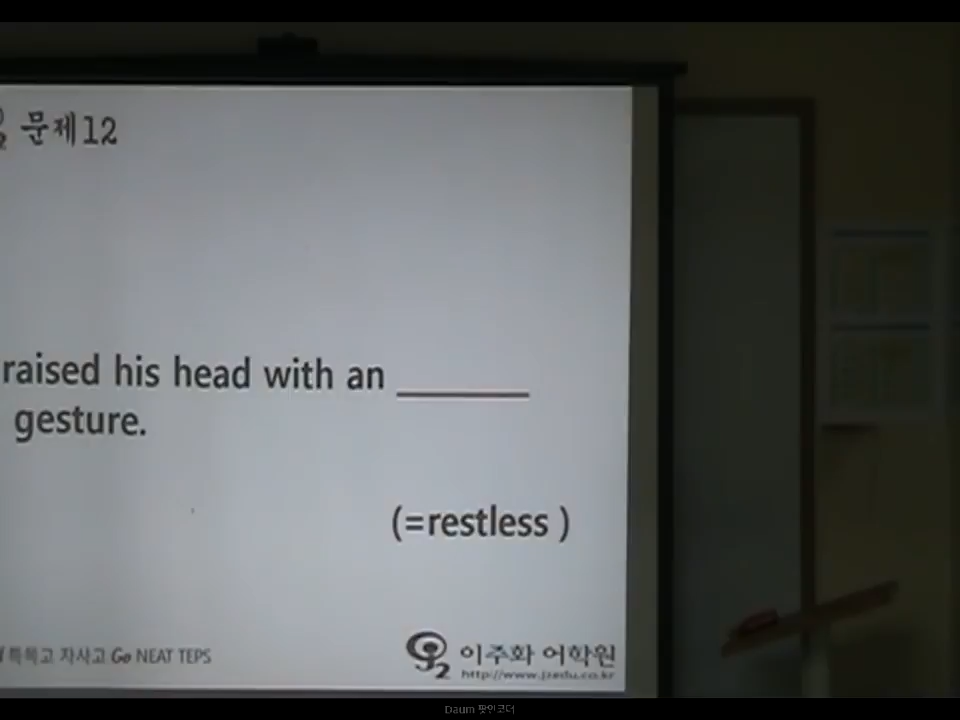 문제12
raised his head with an
gesture.
(=restless )
특목고 자사고 Go NEAT TEPS
이주화 어학원
http://www.jzedu.co.kr
Daum 팟인코더